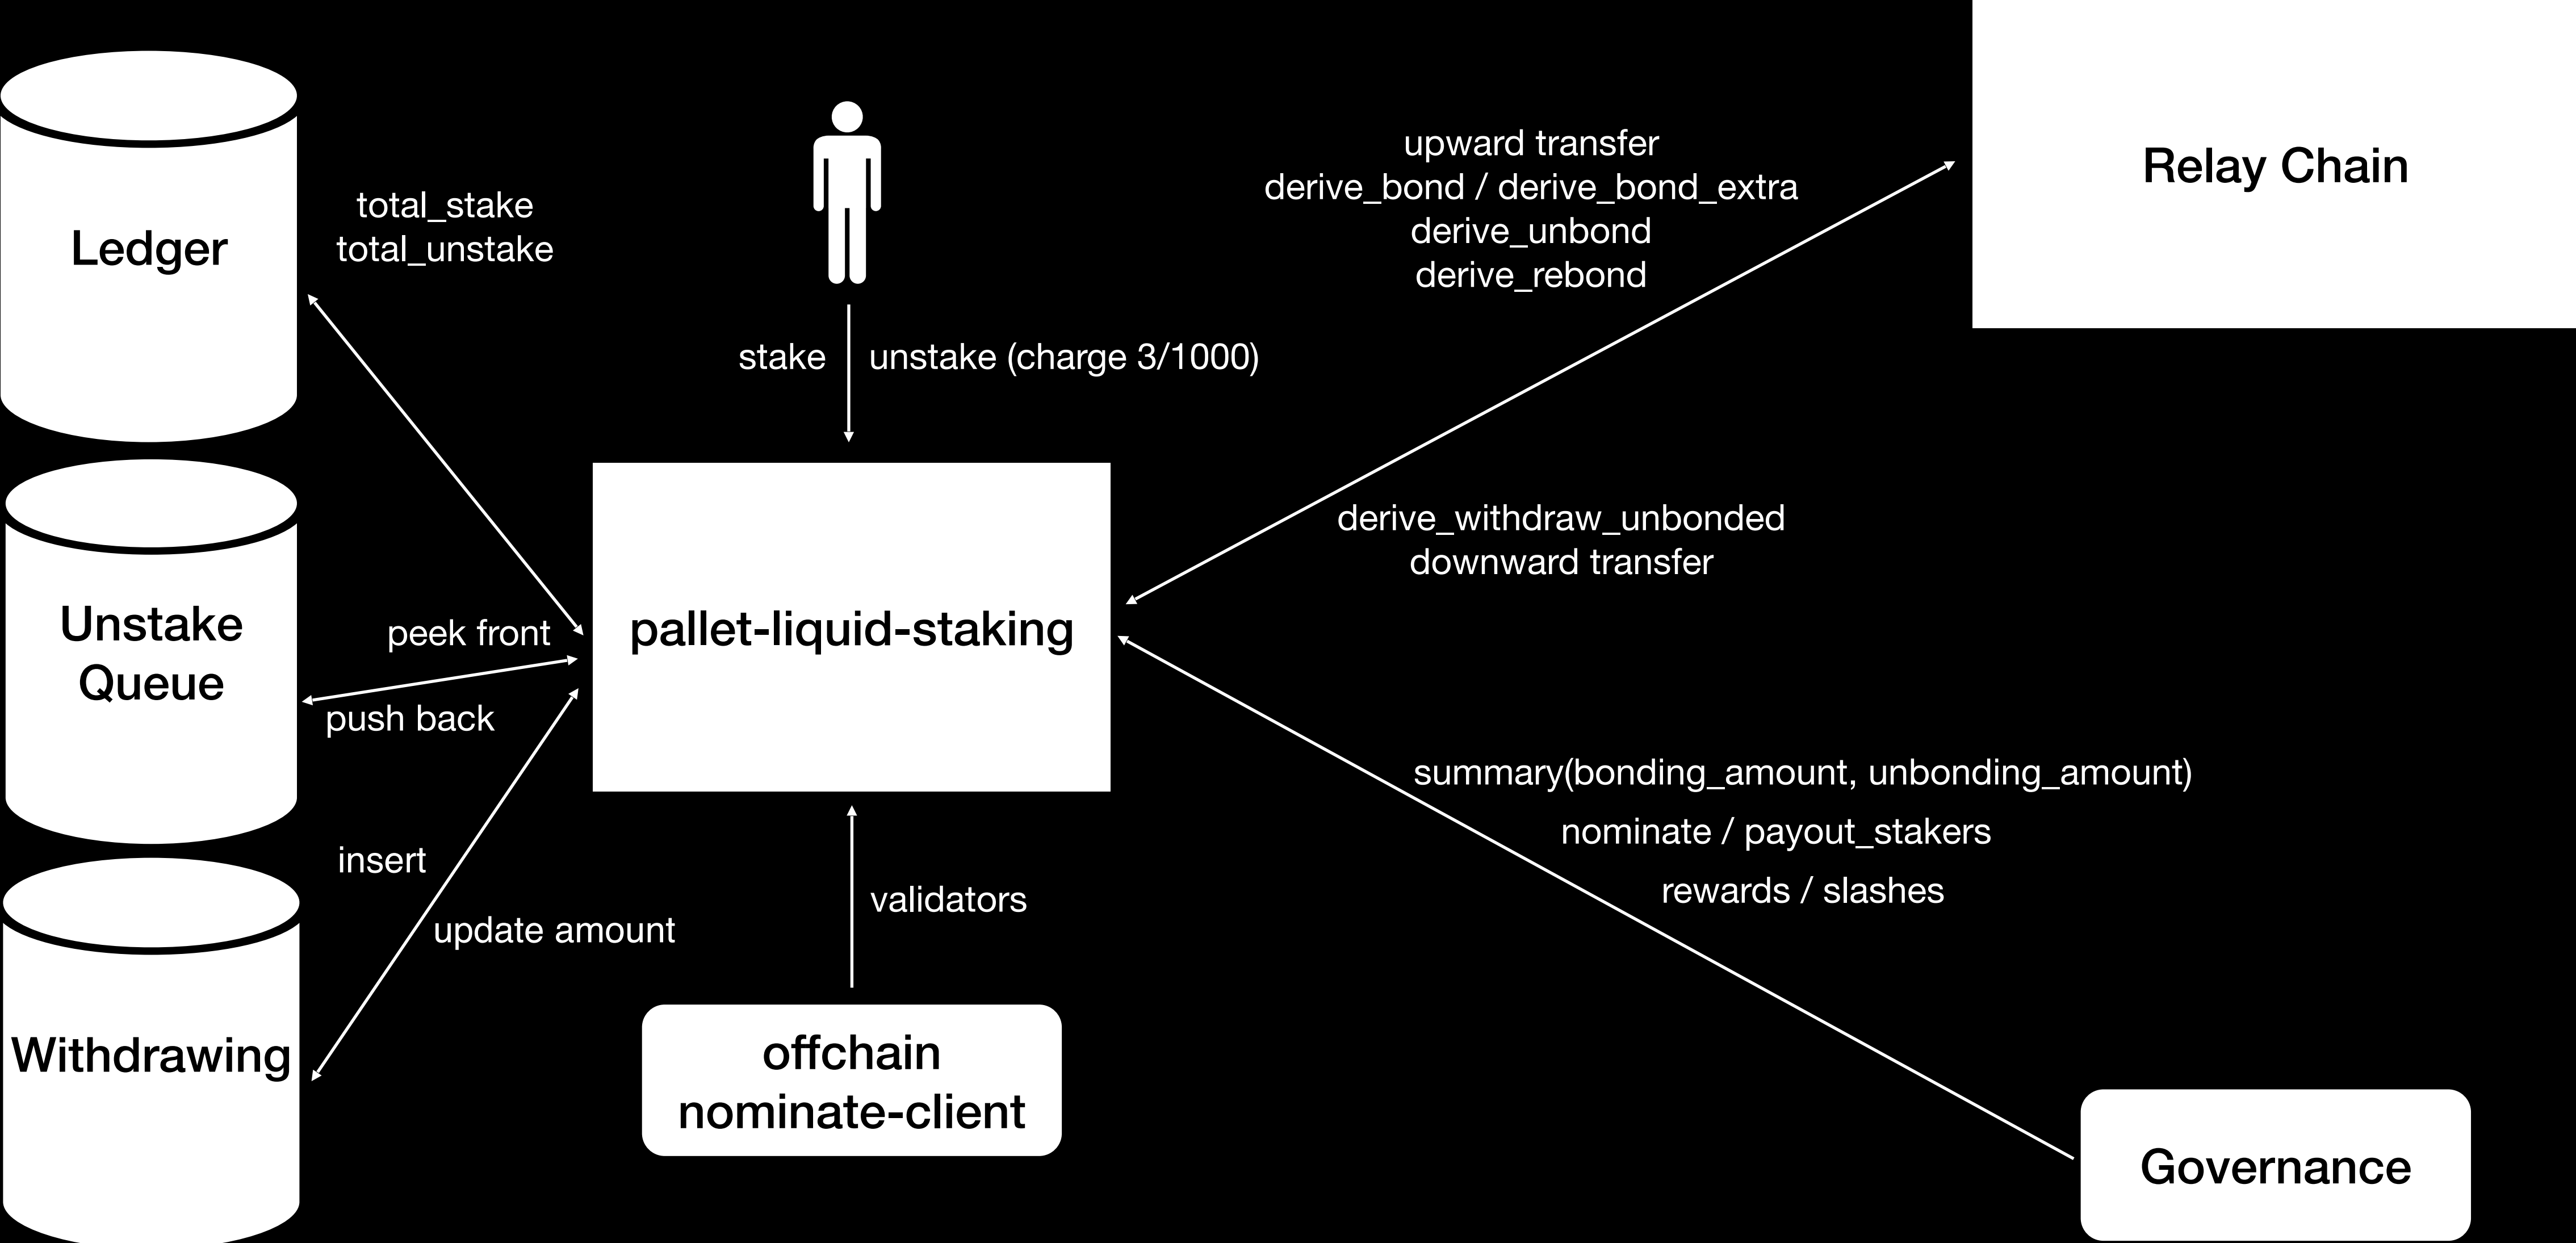 Ledger
total_stake
total_unstake
stake
unstake (charge 3/1000)
upward transfer
derive_bond / derive_bond_extra
derive_unbond
derive_rebond
Relay Chain
Unstake
Queue
peek front
push back
pallet-liquid-staking
derive_withdraw_unbonded
downward transfer
Withdrawing
insert
update amount
validators
offchain
nominate-client
summary(bonding_amount, unbonding_amount)
nominate / payout_stakers
rewards / slashes
Governance